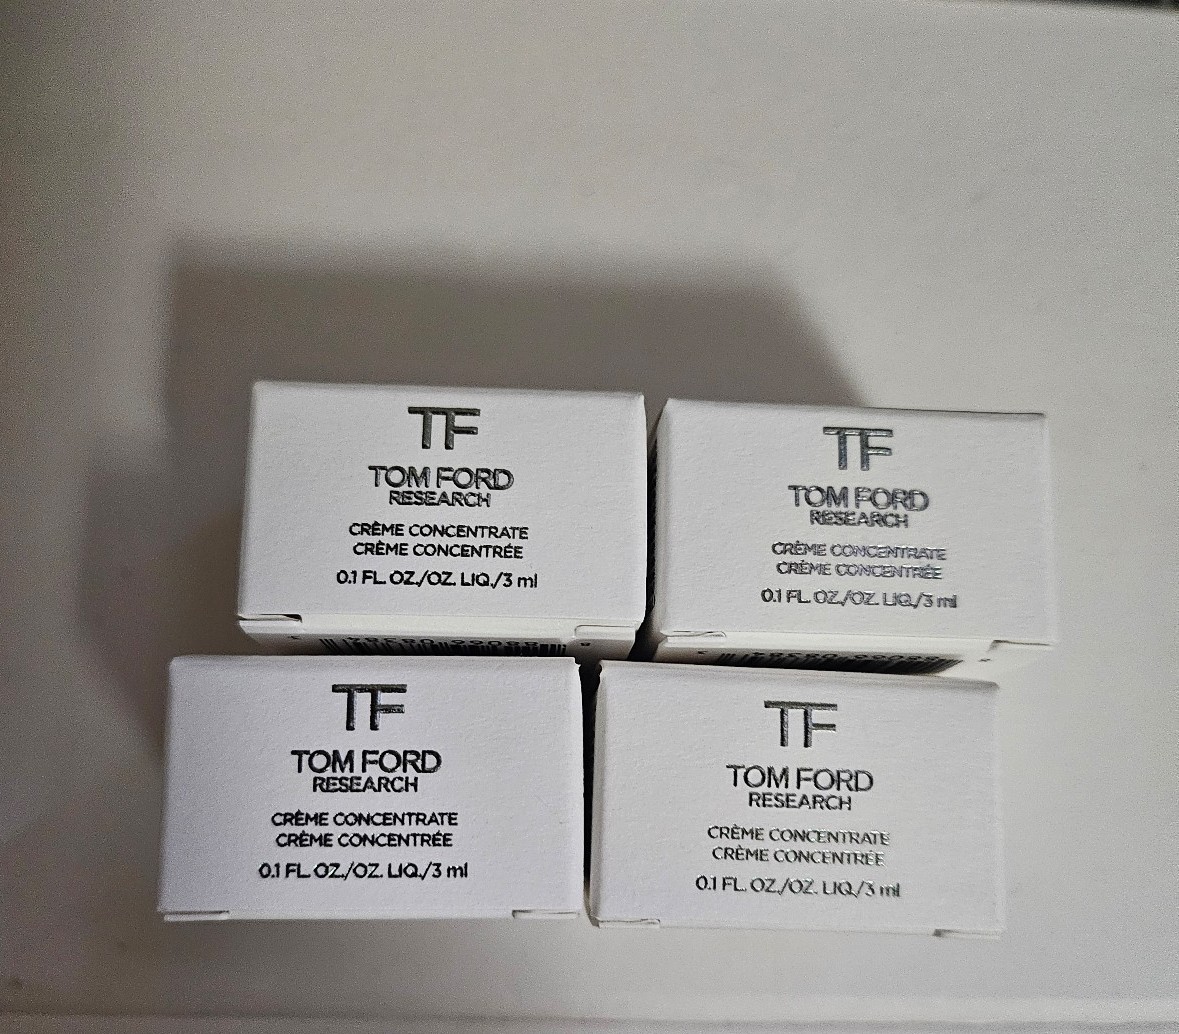 TF
TOM FORD
RESEARCH
CRÈME CONCENTRATE
CRÈME CONCENTRÉE
0.1 FL. OZ./OZ. LIQ./3 ml
TF
TOM FORD
RESEARCH
CRÈME CONCENTRATE
CRÈME CONCENTRÉE
0.1 FL. OZ./OZ. LIQ./3 ml
TF
TOM FORD
RESEARCH
CRÈME CONCENTRATE
CRÈME CONCENTRÉE
0.1 FL. OZ./OZ. LIQ./3 ml
TF
TOM FORD
RESEARCH
CRÈME CONCENTRATE
CRÈME CONCENTRÉE
0.1 FL. OZ./OZ. LIQ./3 ml